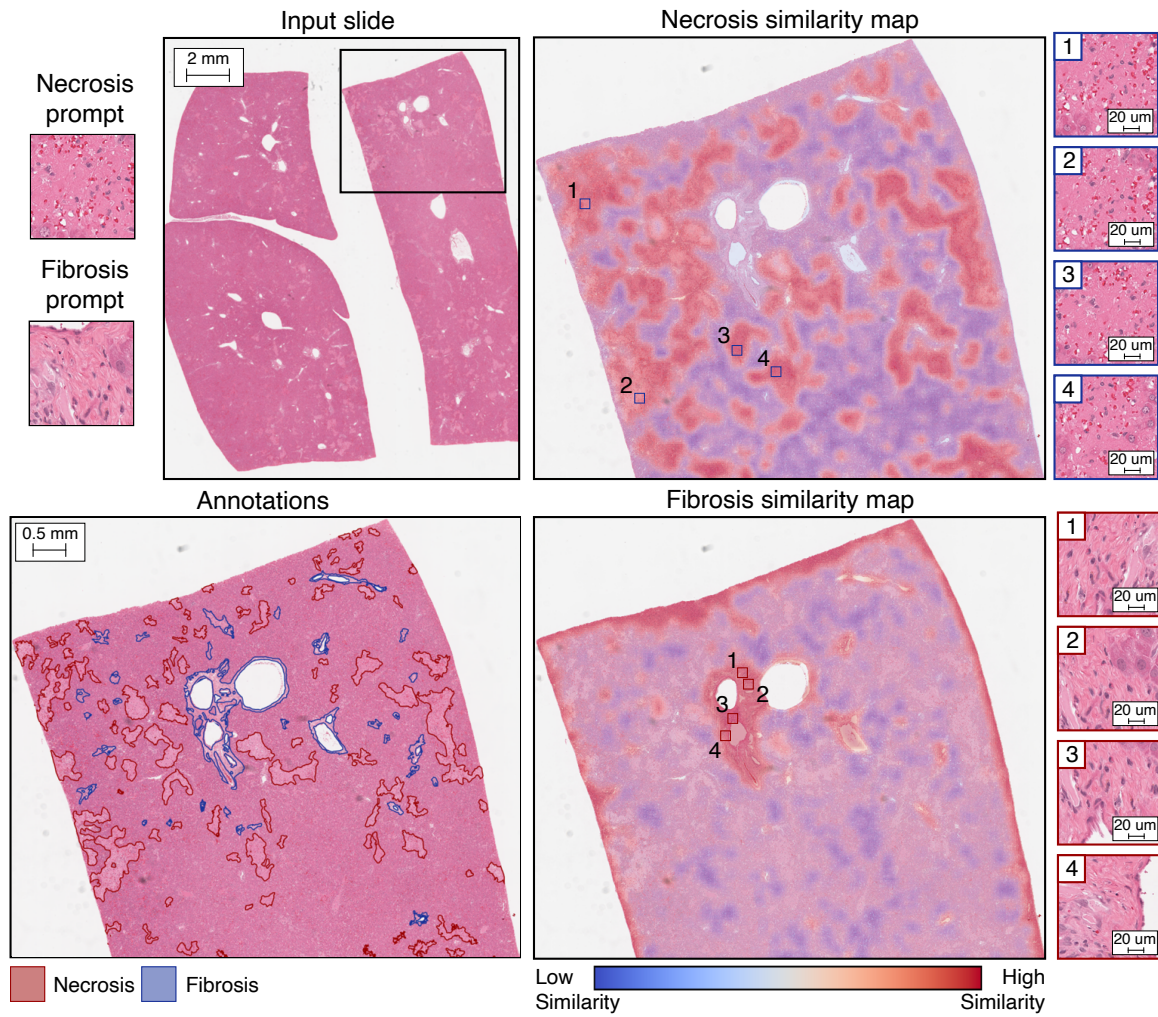 Input slide
Necrosis similarity map
2 mm
Necrosis
prompt
Fibrosis
prompt
1
2
3
4
1
20 um
2
20 um
3
20 um
4
20 um
Annotations
Fibrosis similarity map
0.5 mm
1
2
3
4
1
20 um
2
20 um
3
20 um
4
20 um
Necrosis
Fibrosis
Low
Similarity
High
Similarity